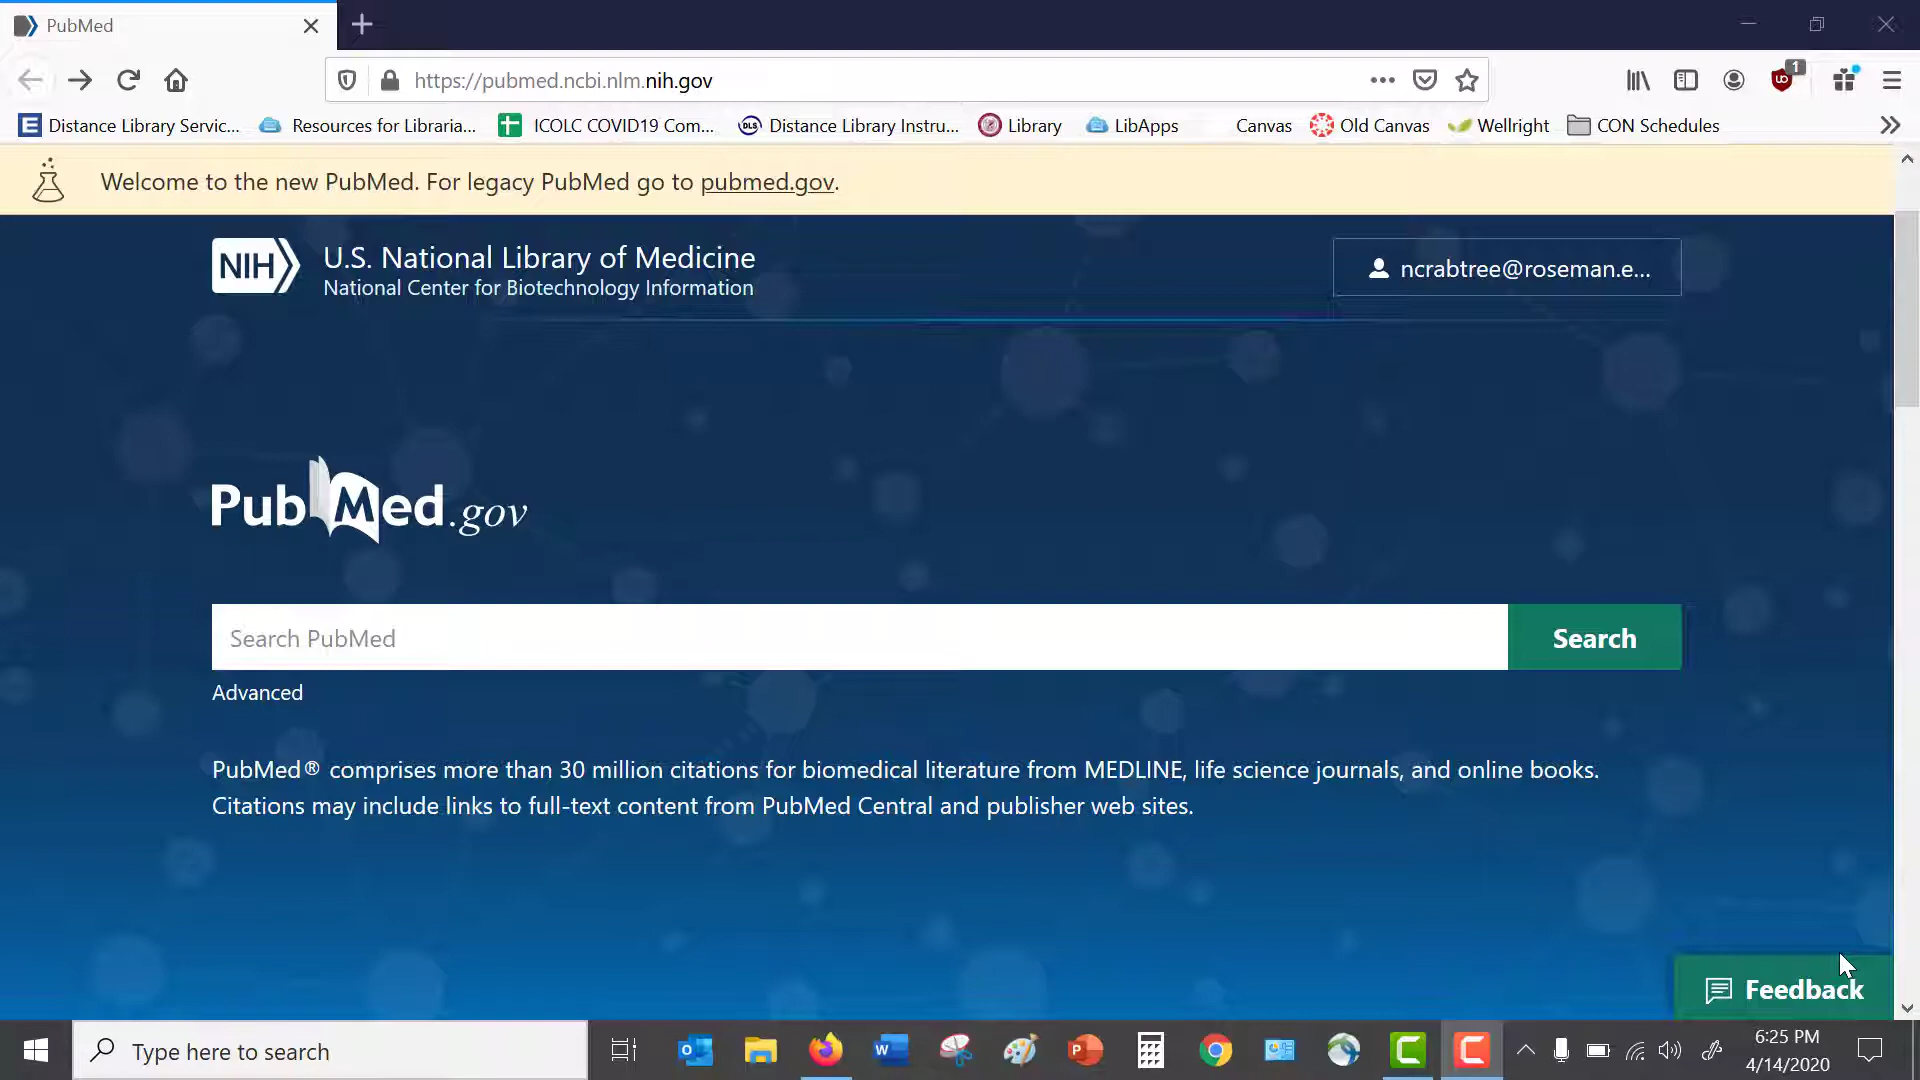 PubMed
https://pubmed.ncbi.nlm.nih.gov
1
Distance Library Servic...
Resources for Libraria...
ICOLC COVID19 Com...
DLS
Distance Library Instru...
Library
LibApps
Canvas
Old Canvas
Wellright
CON Schedules
Welcome to the new PubMed. For legacy PubMed go to pubmed.gov.
NIH
U.S. National Library of Medicine
National Center for Biotechnology Information
ncrabtree@roseman.e...
PubMed.gov
Search PubMed
Search
Advanced
PubMed® comprises more than 30 million citations for biomedical literature from MEDLINE, life science journals, and online books.
Citations may include links to full-text content from PubMed Central and publisher web sites.
Feedback
Type here to search
6:25 PM
4/14/2020